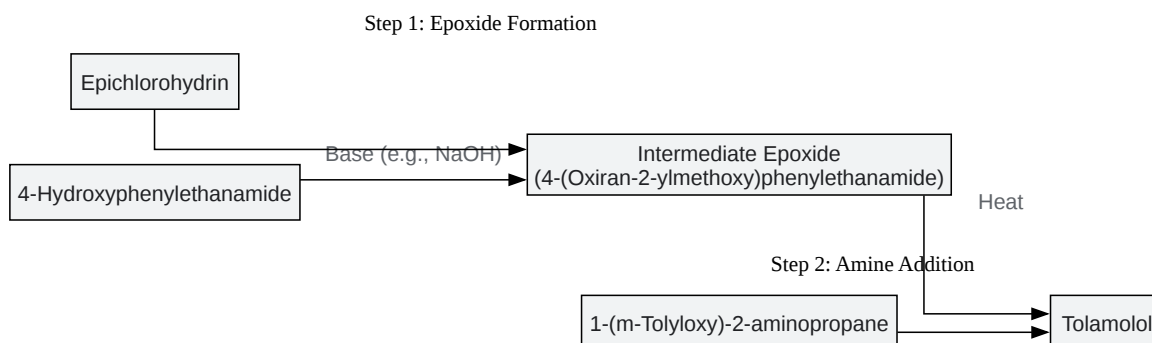 Step 1: Epoxide Formation
Epichlorohydrin
Base (e.g., NaOH)
4-Hydroxyphenylethanamide
Intermediate Epoxide
(4-(Oxiran-2-ylmethoxy)phenylethanamide)
Heat
Step 2: Amine Addition
1-(m-Tolyloxy)-2-aminopropane
Tolamolol